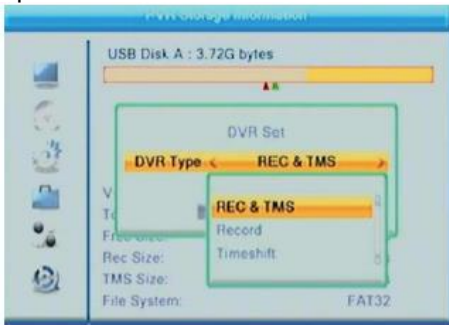 PVR Storage Information
USB Disk A : 3.72G bytes
DVR Set
DVR Type REC & TMS
REC & TMS
Record
Timeshift
Rec Size:
TMS Size:
File System: FAT32